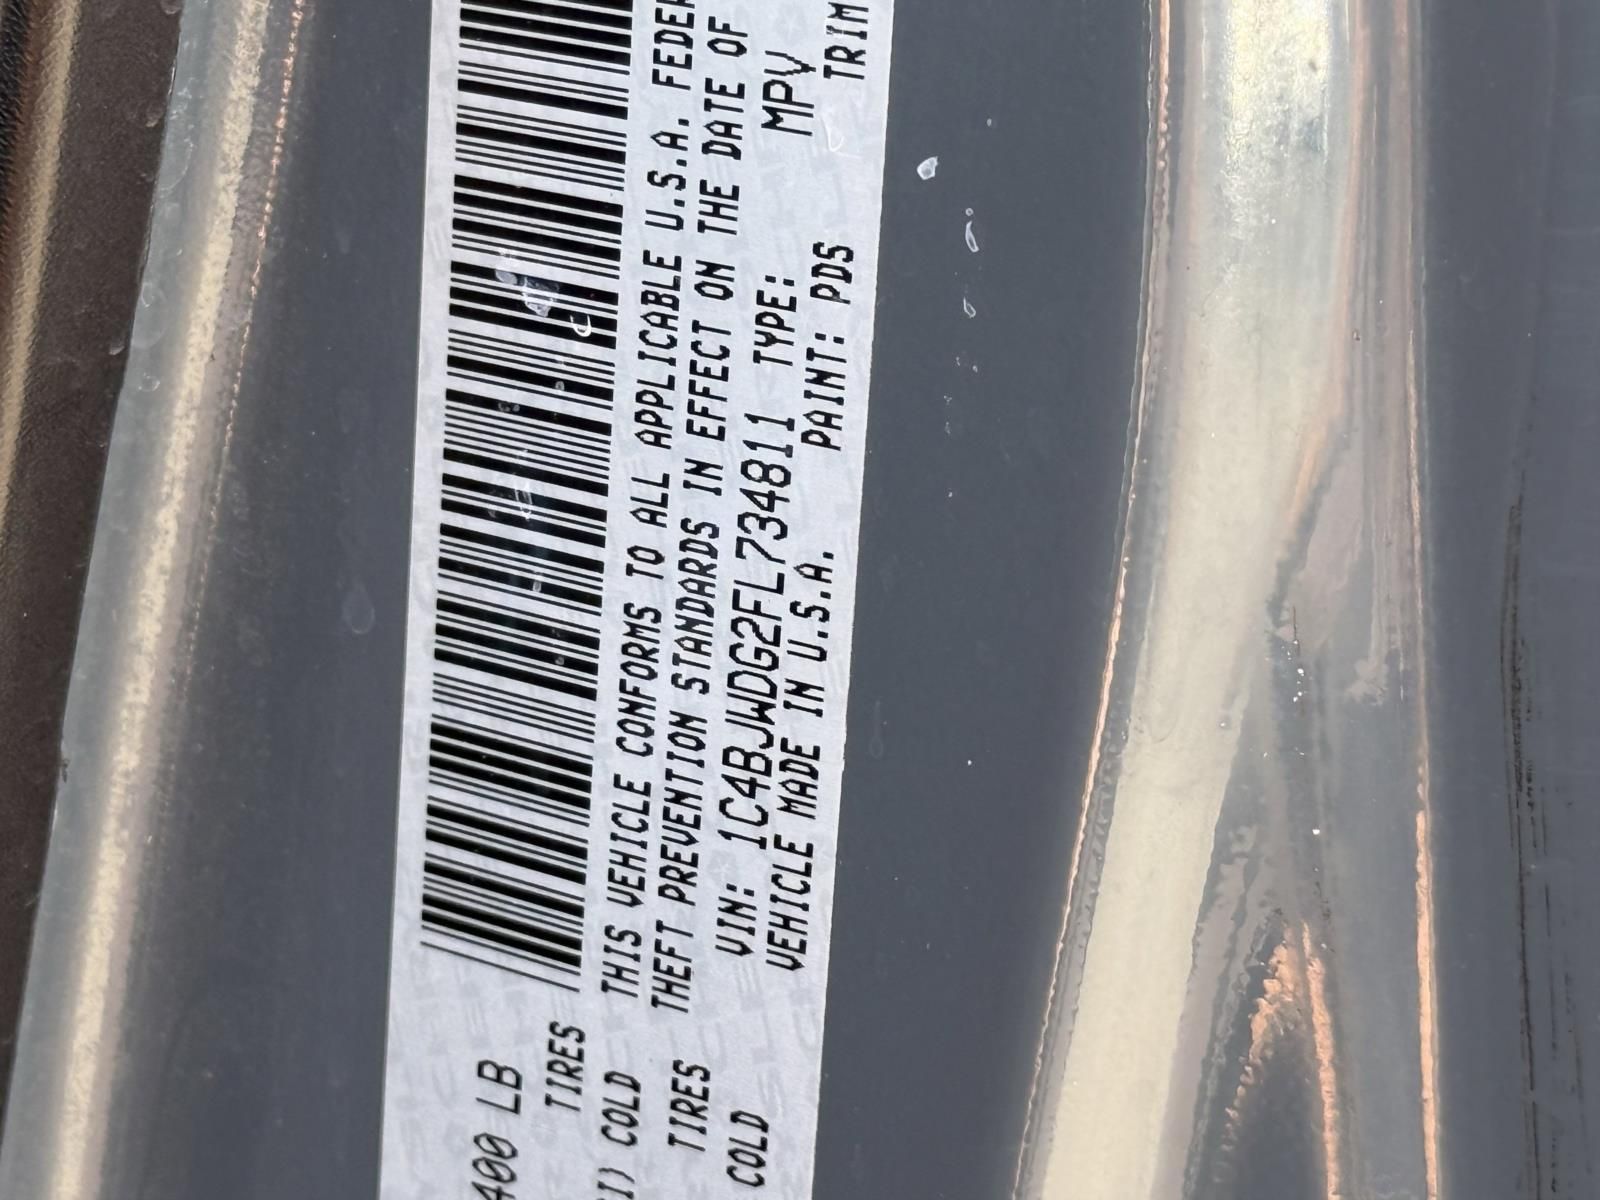 400 LB
TIRES
I) COLD
TIRES
COLD
THIS VEHICLE CONFORMS TO ALL APPLICABLE U.S.A. FEDER
THEFT PREVENTION STANDARDS IN EFFECT ON THE DATE OF
VIN: 1C4BJWDG2FL734811 TYPE: MPV
VEHICLE MADE IN U.S.A. PAINT: PDS TRIM